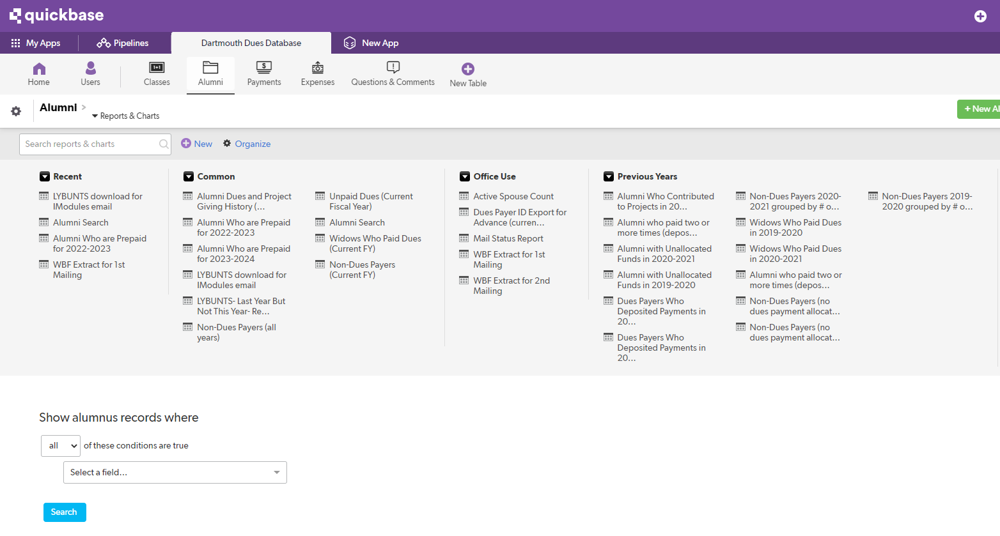 quickbase
My Apps
Pipelines
Dartmouth Dues Database
New App
Home
Users
1+1
Classes
Alumni
$
Payments
Expenses
!
Questions & Comments
New Table
Alumni >
Reports & Charts
+ New Al
Search reports & charts
New
Organize
Recent
LYBUNTS download for
IModules email
Alumni Search
Alumni Who are Prepaid
for 2022-2023
WBF Extract for 1st
Mailing
Common
Alumni Dues and Project
Giving History (...
Alumni Who are Prepaid
for 2022-2023
Alumni Who are Prepaid
for 2023-2024
LYBUNTS download for
IModules email
LYBUNTS- Last Year But
Not This Year- Re...
Non-Dues Payers (all
years)
Unpaid Dues (Current
Fiscal Year)
Alumni Search
Widows Who Paid Dues
(Current FY)
Non-Dues Payers
(Current FY)
Office Use
Active Spouse Count
Dues Payer ID Export for
Advance (curren...
Mail Status Report
WBF Extract for 1st
Mailing
WBF Extract for 2nd
Mailing
Previous Years
Alumni Who Contributed
to Projects in 20...
Alumni who paid two or
more times (depos...
Alumni with Unallocated
Funds in 2020-2021
Alumni with Unallocated
Funds in 2019-2020
Dues Payers Who
Deposited Payments in
20...
Dues Payers Who
Deposited Payments in
20...
Non-Dues Payers 2020-
2021 grouped by # o...
Widows Who Paid Dues
in 2019-2020
Widows Who Paid Dues
in 2020-2021
Alumni who paid two or
more times (depos...
Non-Dues Payers (no
dues payment allocat...
Non-Dues Payers (no
dues payment allocat...
Non-Dues Payers 2019-
2020 grouped by # o...
Show alumnus records where
all of these conditions are true
Select a field...
Search